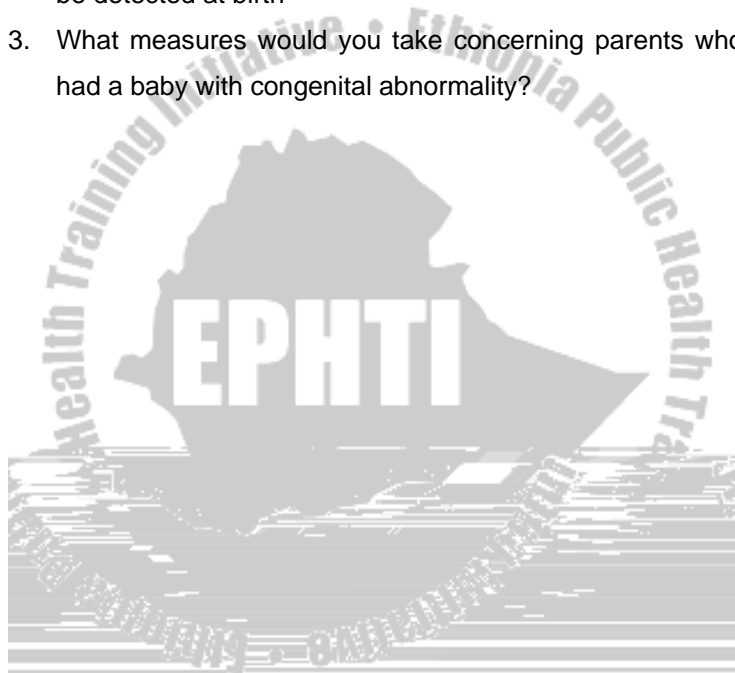 be detected at birth
3. What measures would you take concerning parents who
had a baby with congenital abnormality?
Health Training Initiative • Ethiopia Public Health
EPHTI